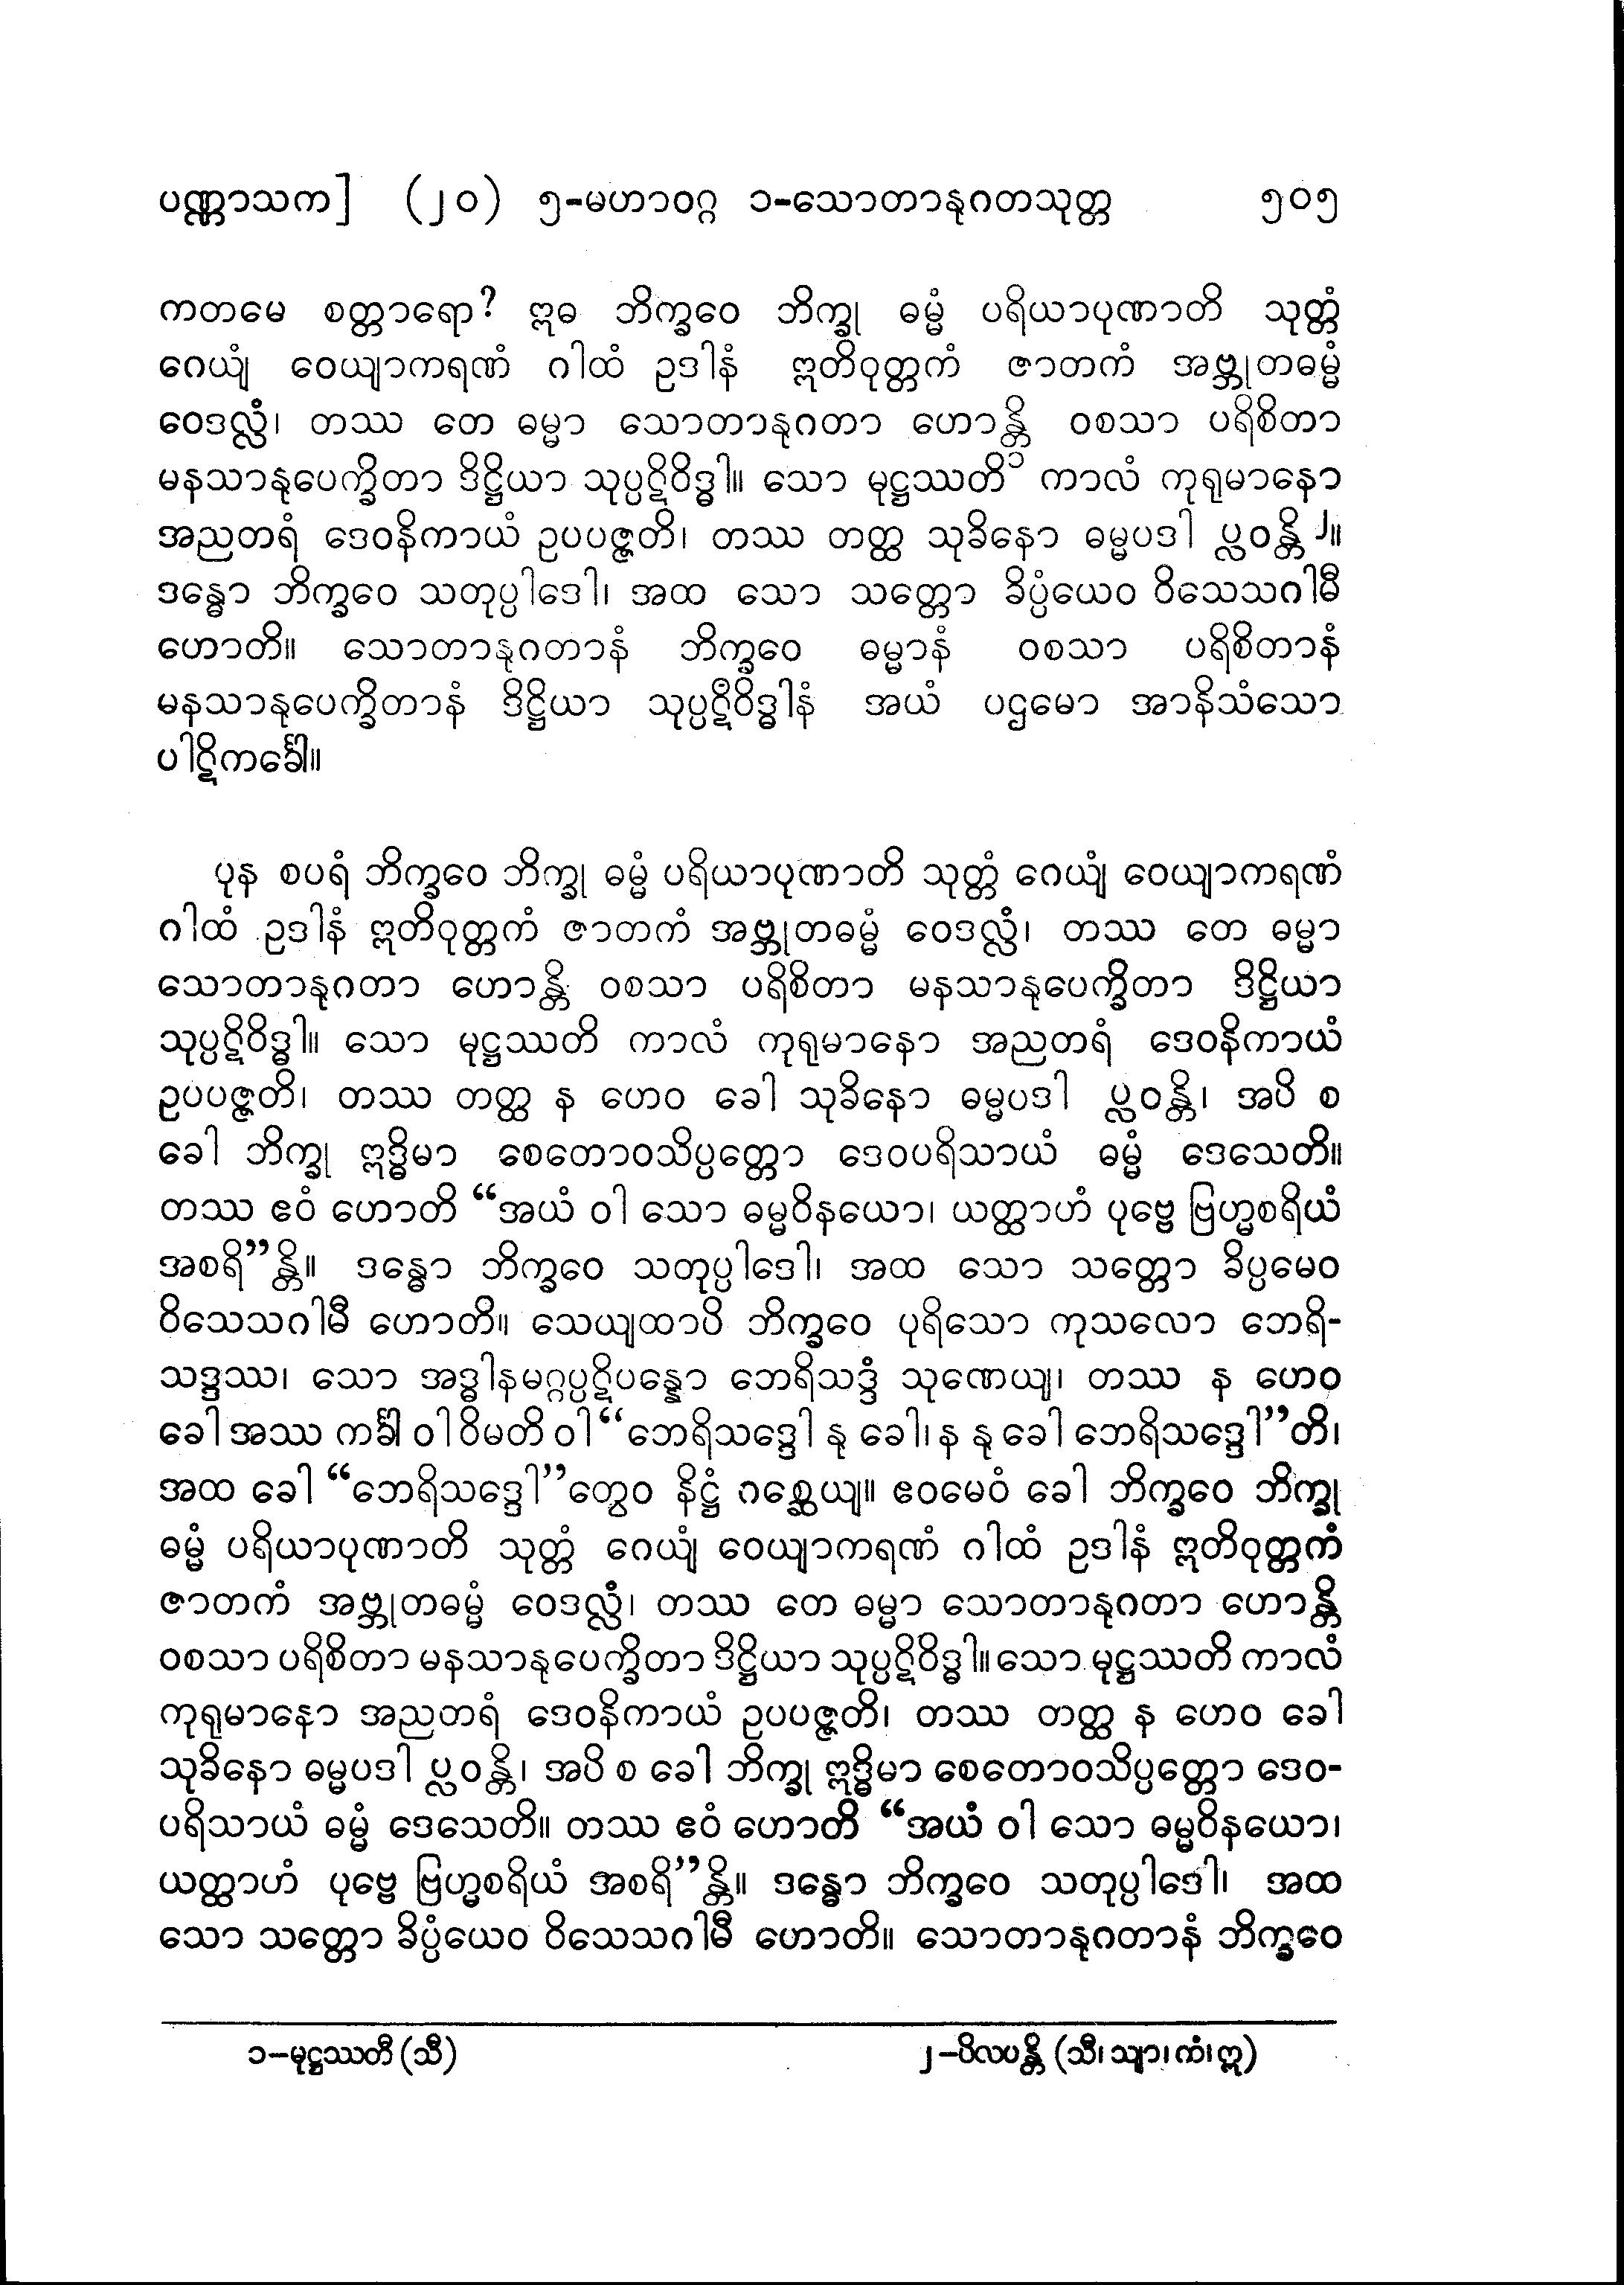 ပဏ္ဏာသက] (၂၀) ၅-မဟာဝဂ္ဂ ၁-သောတာနုဂတသုတ္တ ၅၀၅
ကတမေ စတ္တာရော? ဣဓ ဘိက္ခဝေ ဘိက္ခု ဓမ္မံ ပရိယာပုဏာတိ သုတ္တံ
ဂေယျံ ဝေယျာကရဏံ ဂါထံ ဥဒါနံ ဣတိဝုတ္တကံ ဇာတကံ အဗ္ဘုတဓမ္မံ
ဝေဒလ္လံ၊ တဿ တေ ဓမ္မာ သောတာနုဂတာ ဟောန္တိ ဝစသာ ပရိစိတာ
မနသာနုပေက္ခိတာ ဒိဋ္ဌိယာ သုပ္ပဋိဝိဒ္ဓါ။ သော မုဋ္ဌဿတိ၁ ကာလံ ကုရုမာနော
အညတရံ ဒေဝနိကာယံ ဥပပဇ္ဇတိ၊ တဿ တတ္ထ သုခိနော ဓမ္မပဒါ ပ္လဝန္တိ၂။
ဒန္ဓော ဘိက္ခဝေ သတုပ္ပါဒေါ၊ အထ သော သတ္တော ခိပ္ပံယေဝ ဝိသေသဂါမီ
ဟောတိ။ သောတာနုဂတာနံ ဘိက္ခဝေ ဓမ္မာနံ ဝစသာ ပရိစိတာနံ
မနသာနုပေက္ခိတာနံ ဒိဋ္ဌိယာ သုပ္ပဋိဝိဒ္ဓါနံ အယံ ပဌမော အာနိသံသော
ပါဋိကင်္ခေါ။
ပုန စပရံ ဘိက္ခဝေ ဘိက္ခု ဓမ္မံ ပရိယာပုဏာတိ သုတ္တံ ဂေယျံ ဝေယျာကရဏံ
ဂါထံ ဥဒါနံ ဣတိဝုတ္တကံ ဇာတကံ အဗ္ဘုတဓမ္မံ ဝေဒလ္လံ၊ တဿ တေ ဓမ္မာ
သောတာနုဂတာ ဟောန္တိ ဝစသာ ပရိစိတာ မနသာနုပေက္ခိတာ ဒိဋ္ဌိယာ
သုပ္ပဋိဝိဒ္ဓါ။ သော မုဋ္ဌဿတိ ကာလံ ကုရုမာနော အညတရံ ဒေဝနိကာယံ
ဥပပဇ္ဇတိ၊ တဿ တတ္ထ န ဟေဝ ခေါ သုခိနော ဓမ္မပဒါ ပ္လဝန္တိ၊ အပိ စ
ခေါ ဘိက္ခု ဣဒ္ဓိမာ စေတောဝသိပ္ပတ္တော ဒေဝပရိသာယံ ဓမ္မံ ဒေသေတိ။
တဿ ဧဝံ ဟောတိ “အယံ ဝါ သော ဓမ္မဝိနယော၊ ယတ္ထာဟံ ပုဗ္ဗေ ဗြဟ္မစရိယံ
အစရိ”န္တိ။ ဒန္ဓော ဘိက္ခဝေ သတုပ္ပါဒေါ၊ အထ သော သတ္တော ခိပ္ပမေဝ
ဝိသေသဂါမီ ဟောတိ။ သေယျထာပိ ဘိက္ခဝေ ပုရိသော ကုသလော ဘေရိ-
သဒ္ဒဿ၊ သော အဒ္ဓါနမဂ္ဂပ္ပဋိပန္နော ဘေရိသဒ္ဒံ သုဏေယျ၊ တဿ န ဟေဝ
ခေါ အဿ ကင်္ခါ ဝါ ဝိမတိ ဝါ “ဘေရိသဒ္ဒေါ နု ခေါ၊ န နု ခေါ ဘေရိသဒ္ဒေါ”တိ၊
အထ ခေါ “ဘေရိသဒ္ဒေါ”တွေဝ နိဋ္ဌံ ဂစ္ဆေယျ။ ဧဝမေဝံ ခေါ ဘိက္ခဝေ ဘိက္ခု
ဓမ္မံ ပရိယာပုဏာတိ သုတ္တံ ဂေယျံ ဝေယျာကရဏံ ဂါထံ ဥဒါနံ ဣတိဝုတ္တကံ
ဇာတကံ အဗ္ဘုတဓမ္မံ ဝေဒလ္လံ၊ တဿ တေ ဓမ္မာ သောတာနုဂတာ ဟောန္တိ
ဝစသာ ပရိစိတာ မနသာနုပေက္ခိတာ ဒိဋ္ဌိယာ သုပ္ပဋိဝိဒ္ဓါ။ သော မုဋ္ဌဿတိ ကာလံ
ကုရုမာနော အညတရံ ဒေဝနိကာယံ ဥပပဇ္ဇတိ၊ တဿ တတ္ထ န ဟေဝ ခေါ
သုခိနော ဓမ္မပဒါ ပ္လဝန္တိ၊ အပိ စ ခေါ ဘိက္ခု ဣဒ္ဓိမာ စေတောဝသိပ္ပတ္တော ဒေဝ-
ပရိသာယံ ဓမ္မံ ဒေသေတိ။ တဿ ဧဝံ ဟောတိ “အယံ ဝါ သော ဓမ္မဝိနယော၊
ယတ္ထာဟံ ပုဗ္ဗေ ဗြဟ္မစရိယံ အစရိ”န္တိ။ ဒန္ဓော ဘိက္ခဝေ သတုပ္ပါဒေါ၊ အထ
သော သတ္တော ခိပ္ပံယေဝ ဝိသေသဂါမီ ဟောတိ။ သောတာနုဂတာနံ ဘိက္ခဝေ
၁-မုဋ္ဌဿတီ (သီ) ၂-ပိလပန္တိ (သီ၊ သျာ၊ ကံ၊ ဣ)